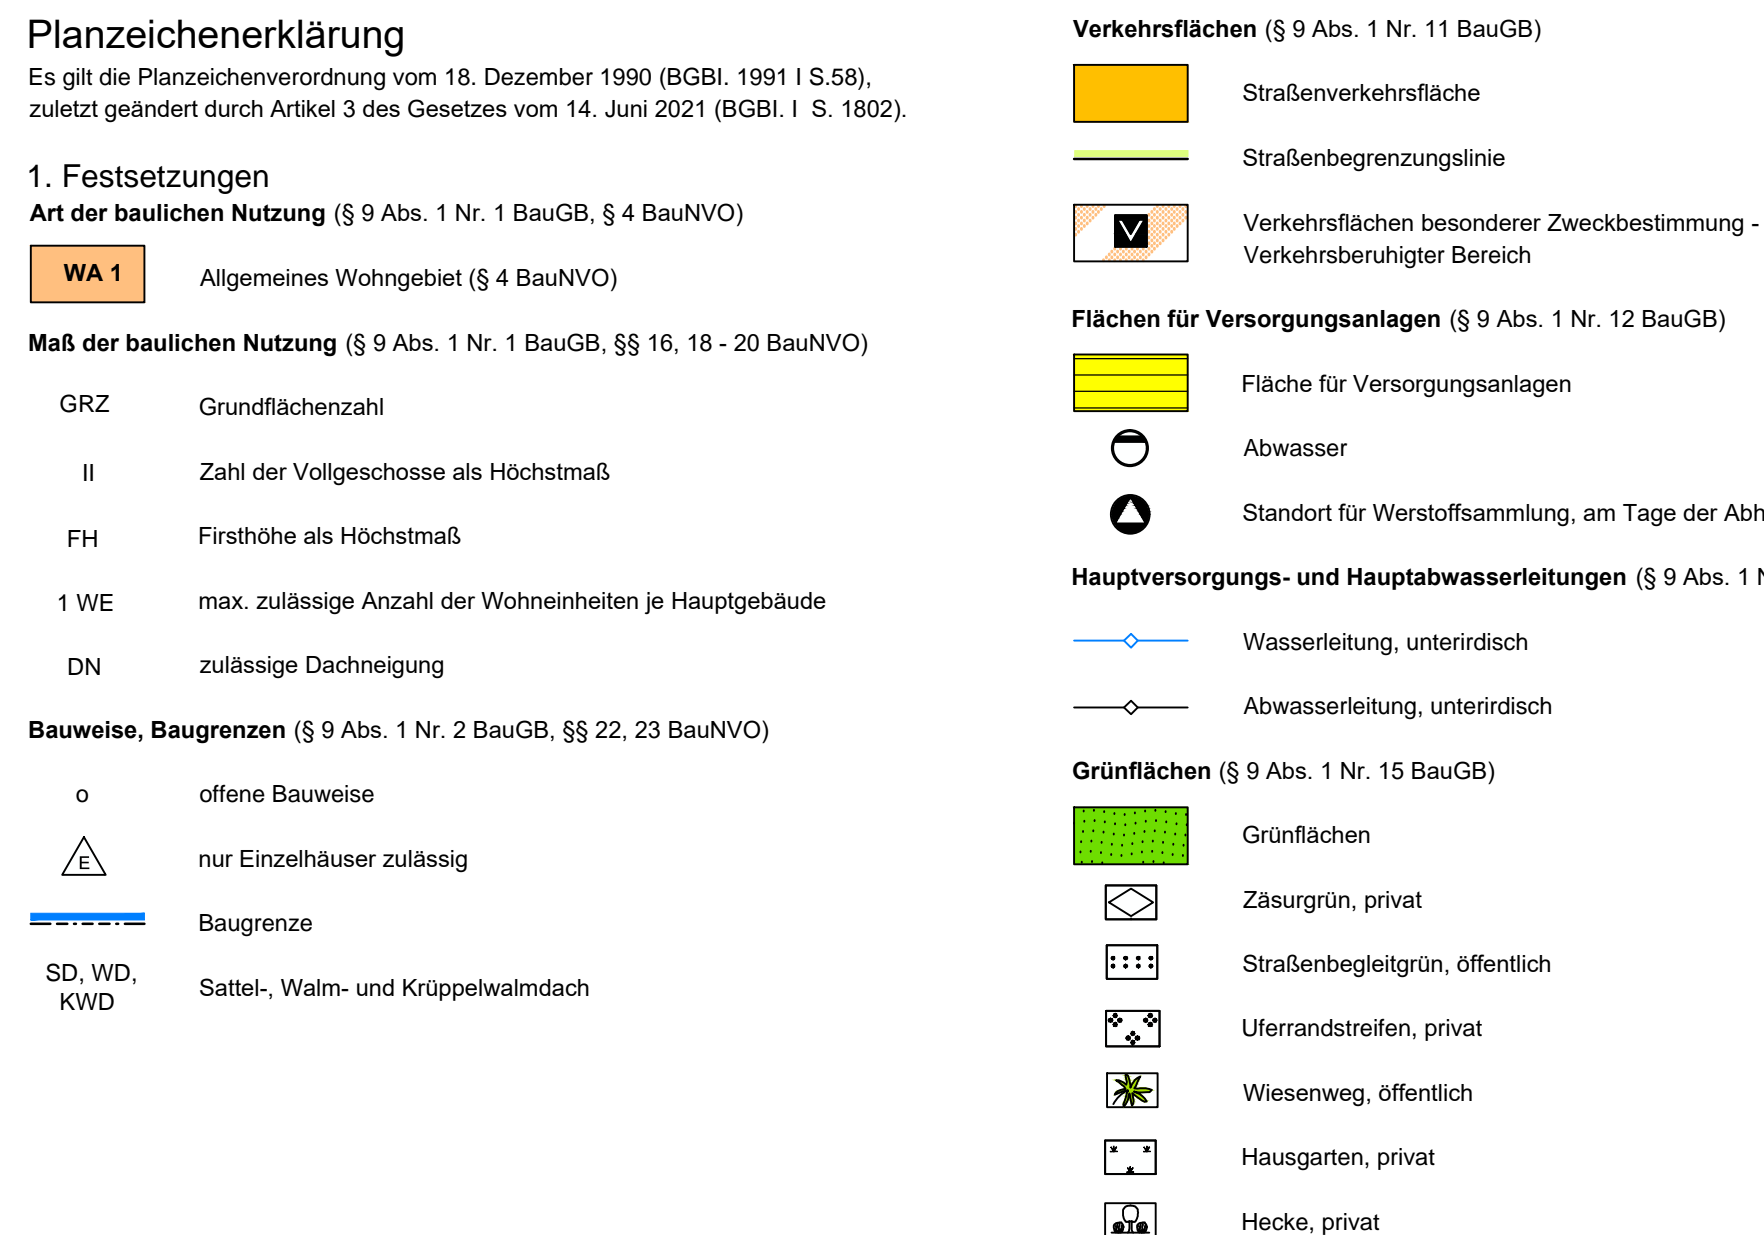 Planzeichenerklärung
Es gilt die Planzeichenverordnung vom 18. Dezember 1990 (BGBI. 1991 I S.58),
zuletzt geändert durch Artikel 3 des Gesetzes vom 14. Juni 2021 (BGBI. I S. 1802).
1. Festsetzungen
Art der baulichen Nutzung (§ 9 Abs. 1 Nr. 1 BauGB, § 4 BauNVO)
WA 1
Allgemeines Wohngebiet (§ 4 BauNVO)
Maß der baulichen Nutzung (§ 9 Abs. 1 Nr. 1 BauGB, §§ 16, 18 - 20 BauNVO)
GRZ Grundflächenzahl
II Zahl der Vollgeschosse als Höchstmaß
FH Firsthöhe als Höchstmaß
1 WE max. zulässige Anzahl der Wohneinheiten je Hauptgebäude
DN zulässige Dachneigung
Bauweise, Baugrenzen (§ 9 Abs. 1 Nr. 2 BauGB, §§ 22, 23 BauNVO)
o offene Bauweise
E nur Einzelhäuser zulässig
Baugrenze
SD, WD,
KWD
Sattel-, Walm- und Krüppelwalmdach
Verkehrsflächen (§ 9 Abs. 1 Nr. 11 BauGB)
Straßenverkehrsfläche
Straßenbegrenzungslinie
V
Verkehrsflächen besonderer Zweckbestimmung -
Verkehrsberuhigter Bereich
Flächen für Versorgungsanlagen (§ 9 Abs. 1 Nr. 12 BauGB)
Fläche für Versorgungsanlagen
Abwasser
Standort für Werstoffsammlung, am Tage der Abh
Hauptversorgungs- und Hauptabwasserleitungen (§ 9 Abs. 1
Wasserleitung, unterirdisch
Abwasserleitung, unterirdisch
Grünflächen (§ 9 Abs. 1 Nr. 15 BauGB)
Grünflächen
Zäsurgrün, privat
Straßenbegleitgrün, öffentlich
Uferrandstreifen, privat
Wiesenweg, öffentlich
Hausgarten, privat
Hecke, privat